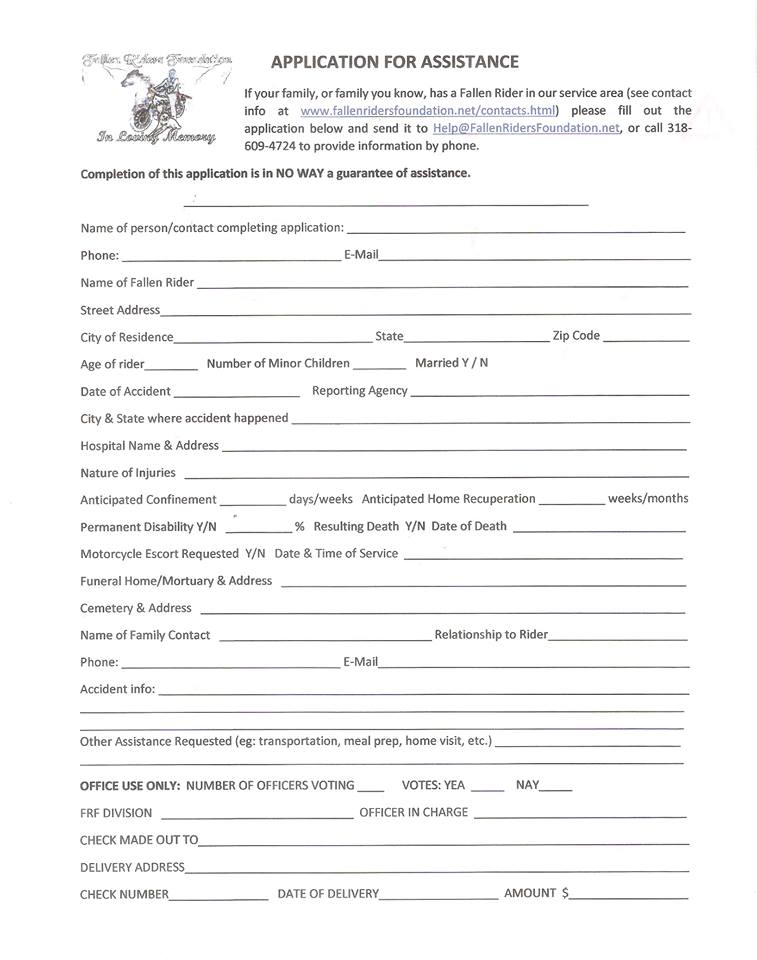 Fallen Riders Foundation
In Loving Memory
APPLICATION FOR ASSISTANCE
If your family, or family you know, has a Fallen Rider in our service area (see contact
info at www.fallenridersfoundation.net/contacts.html) please fill out the
application below and send it to Help@FallenRidersFoundation.net, or call 318-
609-4724 to provide information by phone.
Completion of this application is in NO WAY a guarantee of assistance.
Name of person/contact completing application:
Phone: E-Mail
Name of Fallen Rider
Street Address
City of Residence State Zip Code
Age of rider Number of Minor Children Married Y / N
Date of Accident Reporting Agency
City & State where accident happened
Hospital Name & Address
Nature of Injuries
Anticipated Confinement days/weeks Anticipated Home Recuperation weeks/months
Permanent Disability Y/N % Resulting Death Y/N Date of Death
Motorcycle Escort Requested Y/N Date & Time of Service
Funeral Home/Mortuary & Address
Cemetery & Address
Name of Family Contact Relationship to Rider
Phone: E-Mail
Accident info:
Other Assistance Requested (eg: transportation, meal prep, home visit, etc.)
OFFICE USE ONLY: NUMBER OF OFFICERS VOTING VOTES: YEA NAY
FRF DIVISION OFFICER IN CHARGE
CHECK MADE OUT TO
DELIVERY ADDRESS
CHECK NUMBER DATE OF DELIVERY AMOUNT $